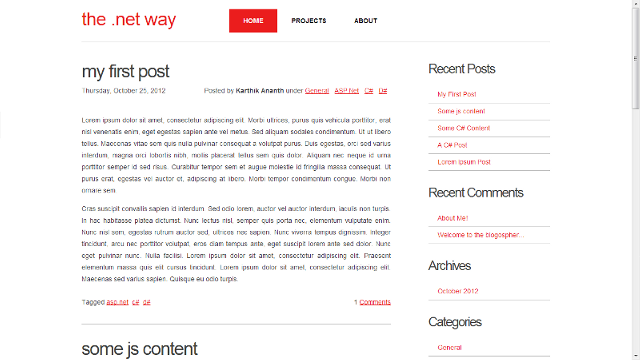 the .net way
HOME PROJECTS ABOUT
my first post
Thursday, October 25, 2012 Posted by Karthik Ananth under General ASP.Net C# D#
Lorem ipsum dolor sit amet, consectetur adipiscing elit. Morbi ultrices, purus quis vehicula porttitor, erat
nisl venenatis enim, eget egestas sapien ante vel metus. Sed aliquam sodales condimentum. Ut ut libero
tellus. Maecenas vitae sem quis nulla pulvinar consequat a volutpat purus. Duis egestas, orci sed varius
interdum, magna orci lobortis nibh, mollis placerat tellus sem quis dolor. Aliquam nec neque id urna
porttitor semper id sed risus. Curabitur tempor sem et augue molestie id fringilla massa consequat. Ut
purus erat, egestas vel auctor et, adipiscing at libero. Morbi tempor condimentum congue. Morbi non
ornare sem.
Cras suscipit convallis sapien id interdum. Sed odio lorem, auctor vel auctor interdum, iaculis non turpis.
In hac habitasse platea dictumst. Nunc lectus nisl, semper quis porta nec, elementum vulputate enim.
Nunc nisl sem, egestas rutrum auctor sed, ultrices nec sapien. Nunc viverra tempus dignissim. Integer
tincidunt, arcu nec porttitor volutpat, eros diam tempus ante, eget suscipit lorem ante sed dolor. Nunc
eget pulvinar nunc. Nulla facilisi. Lorem ipsum dolor sit amet, consectetur adipiscing elit. Praesent
elementum massa quis elit cursus tincidunt. Lorem ipsum dolor sit amet, consectetur adipiscing elit.
Maecenas sed varius sapien. Quisque eu odio turpis.
Tagged asp.net c# d# 1 Comments
some js content
Recent Posts
My First Post
Some js content
Some C# Content
A C# Post
Lorem Ipsum Post
Recent Comments
About Me!
Welcome to the blogospher...
Archives
October 2012
Categories
General